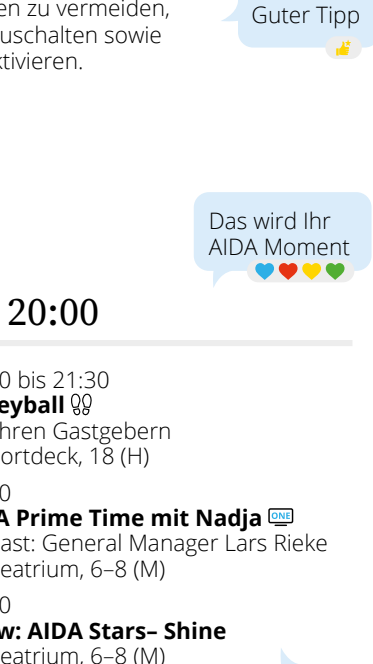 en zu vermeiden,
uschalten sowie
ktivieren.
Guter Tipp
Das wird Ihr
AIDA Moment
20:00
0 bis 21:30
eyball
hren Gastgebern
ortdeck, 18 (H)
0
A Prime Time mit Nadja ONE
ast: General Manager Lars Rieke
eatrium, 6–8 (M)
0
w: AIDA Stars– Shine
eatrium, 6–8 (M)